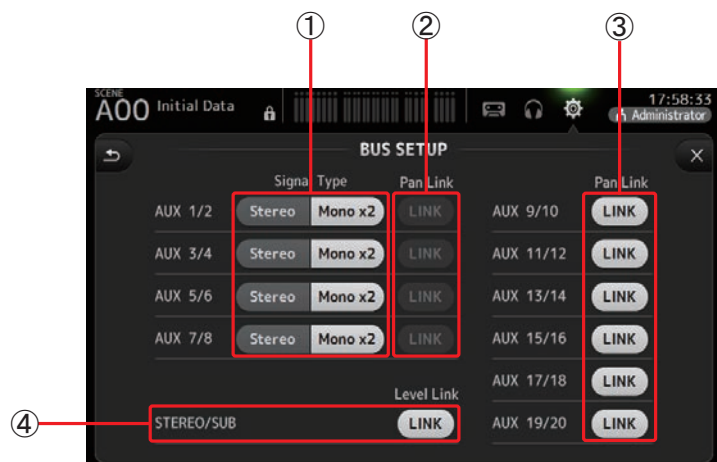 ① ② ③
SCENE
A00 Initial Data
17:58:33
Administrator
BUS SETUP
Signal Type Pan Link Pan Link
AUX 1/2 Stereo Mono x2 LINK AUX 9/10 LINK
AUX 3/4 Stereo Mono x2 LINK AUX 11/12 LINK
AUX 5/6 Stereo Mono x2 LINK AUX 13/14 LINK
AUX 7/8 Stereo Mono x2 LINK AUX 15/16 LINK
Level Link AUX 17/18 LINK
④ STEREO/SUB LINK AUX 19/20 LINK